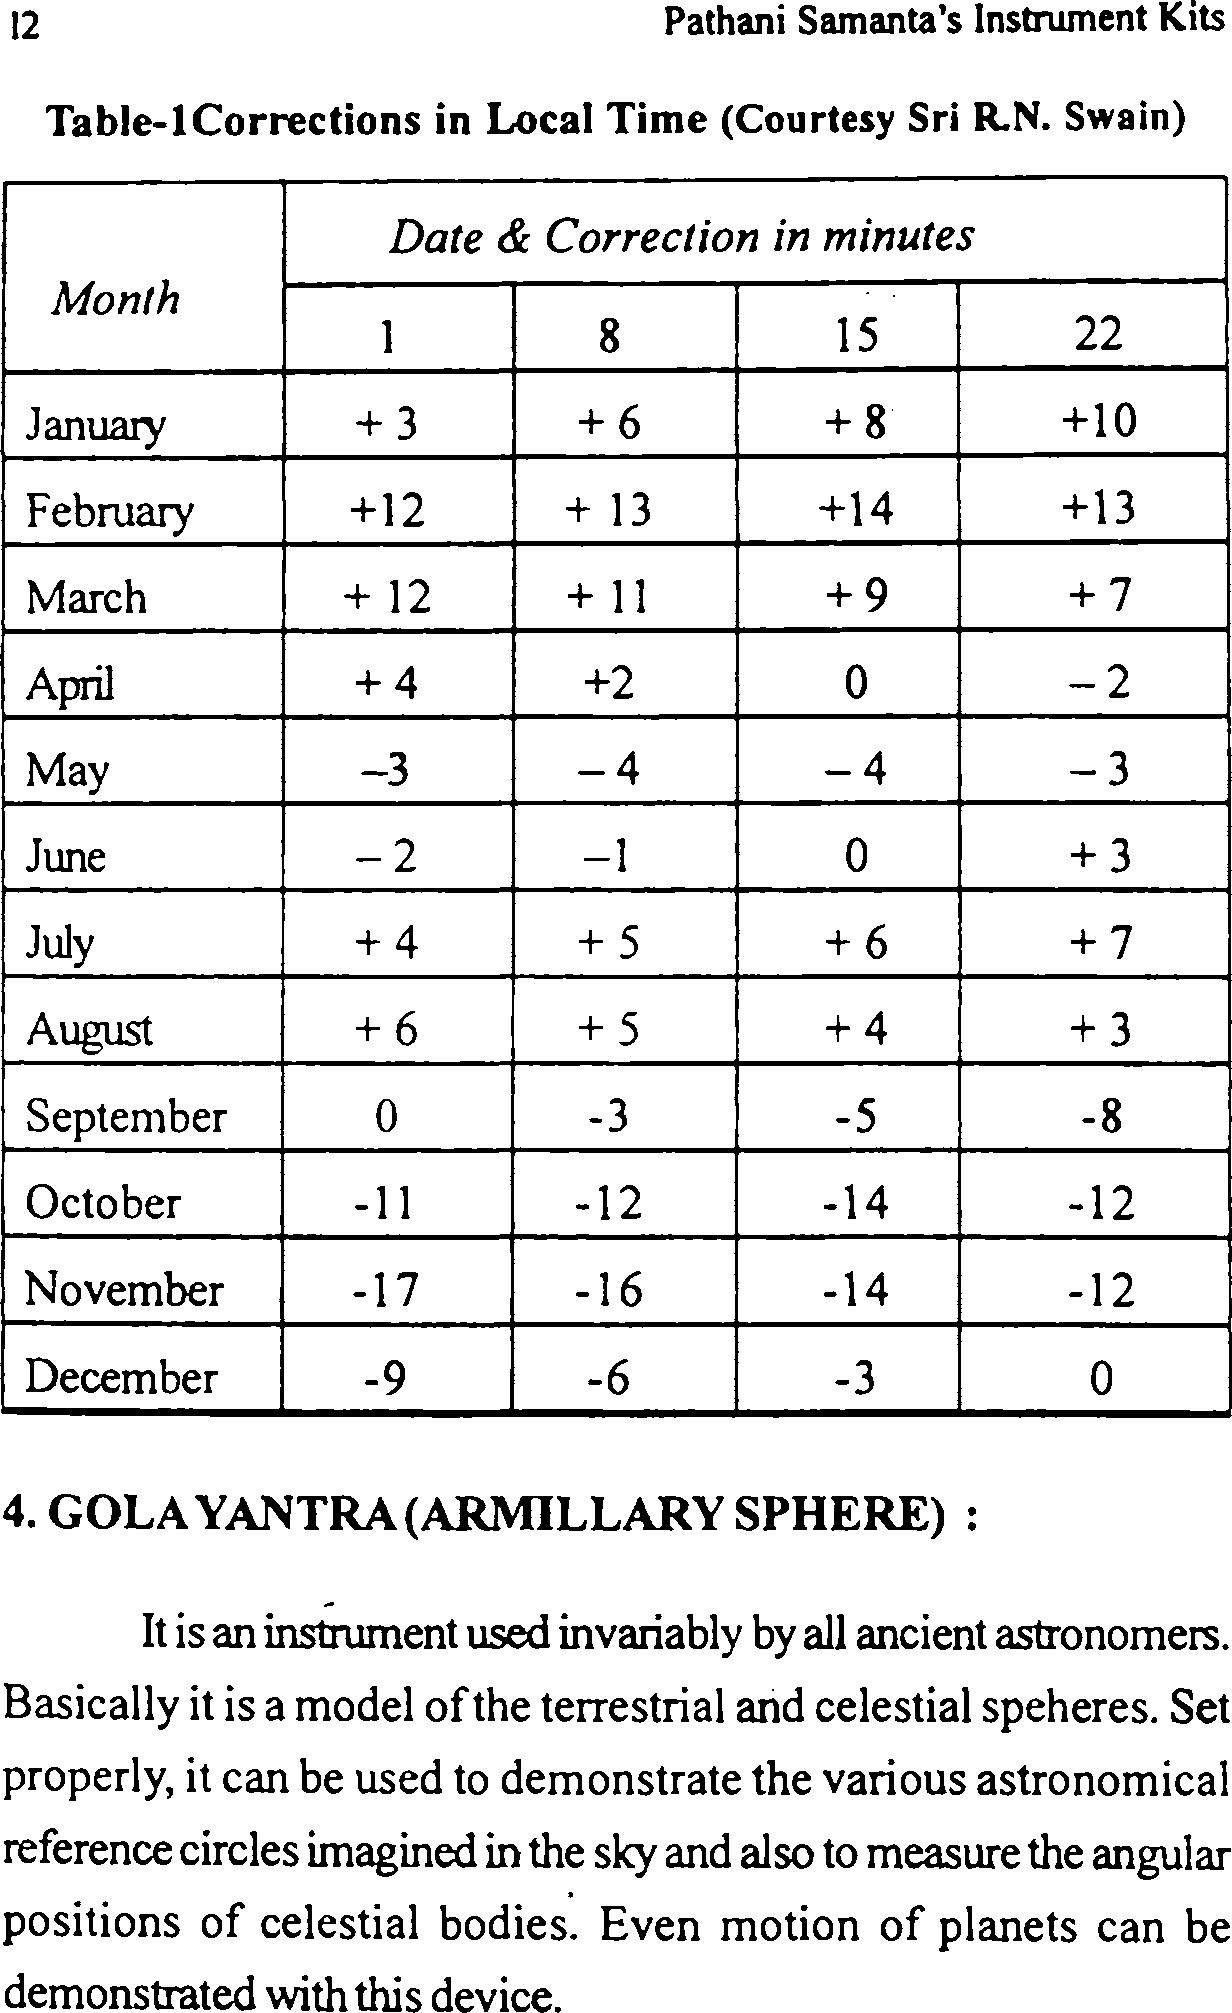 12 Pathani Samanta's Instrument Kits
Table-1Corrections in Local Time (Courtesy Sri R.N. Swain)
Month Date & Correction in minutes
1 8 15 22
January + 3 + 6 + 8 +10
February +12 + 13 +14 +13
March + 12 + 11 + 9 + 7
April + 4 +2 0 – 2
May –3 – 4 – 4 – 3
June – 2 –1 0 + 3
July + 4 + 5 + 6 + 7
August + 6 + 5 + 4 + 3
September 0 -3 -5 -8
October -11 -12 -14 -12
November -17 -16 -14 -12
December -9 -6 -3 0
4. GOLA YANTRA (ARMILLARY SPHERE) :
It is an instrument used invariably by all ancient astronomers.
Basically it is a model of the terrestrial and celestial speheres. Set
properly, it can be used to demonstrate the various astronomical
reference circles imagined in the sky and also to measure the angular
positions of celestial bodies. Even motion of planets can be
demonstrated with this device.